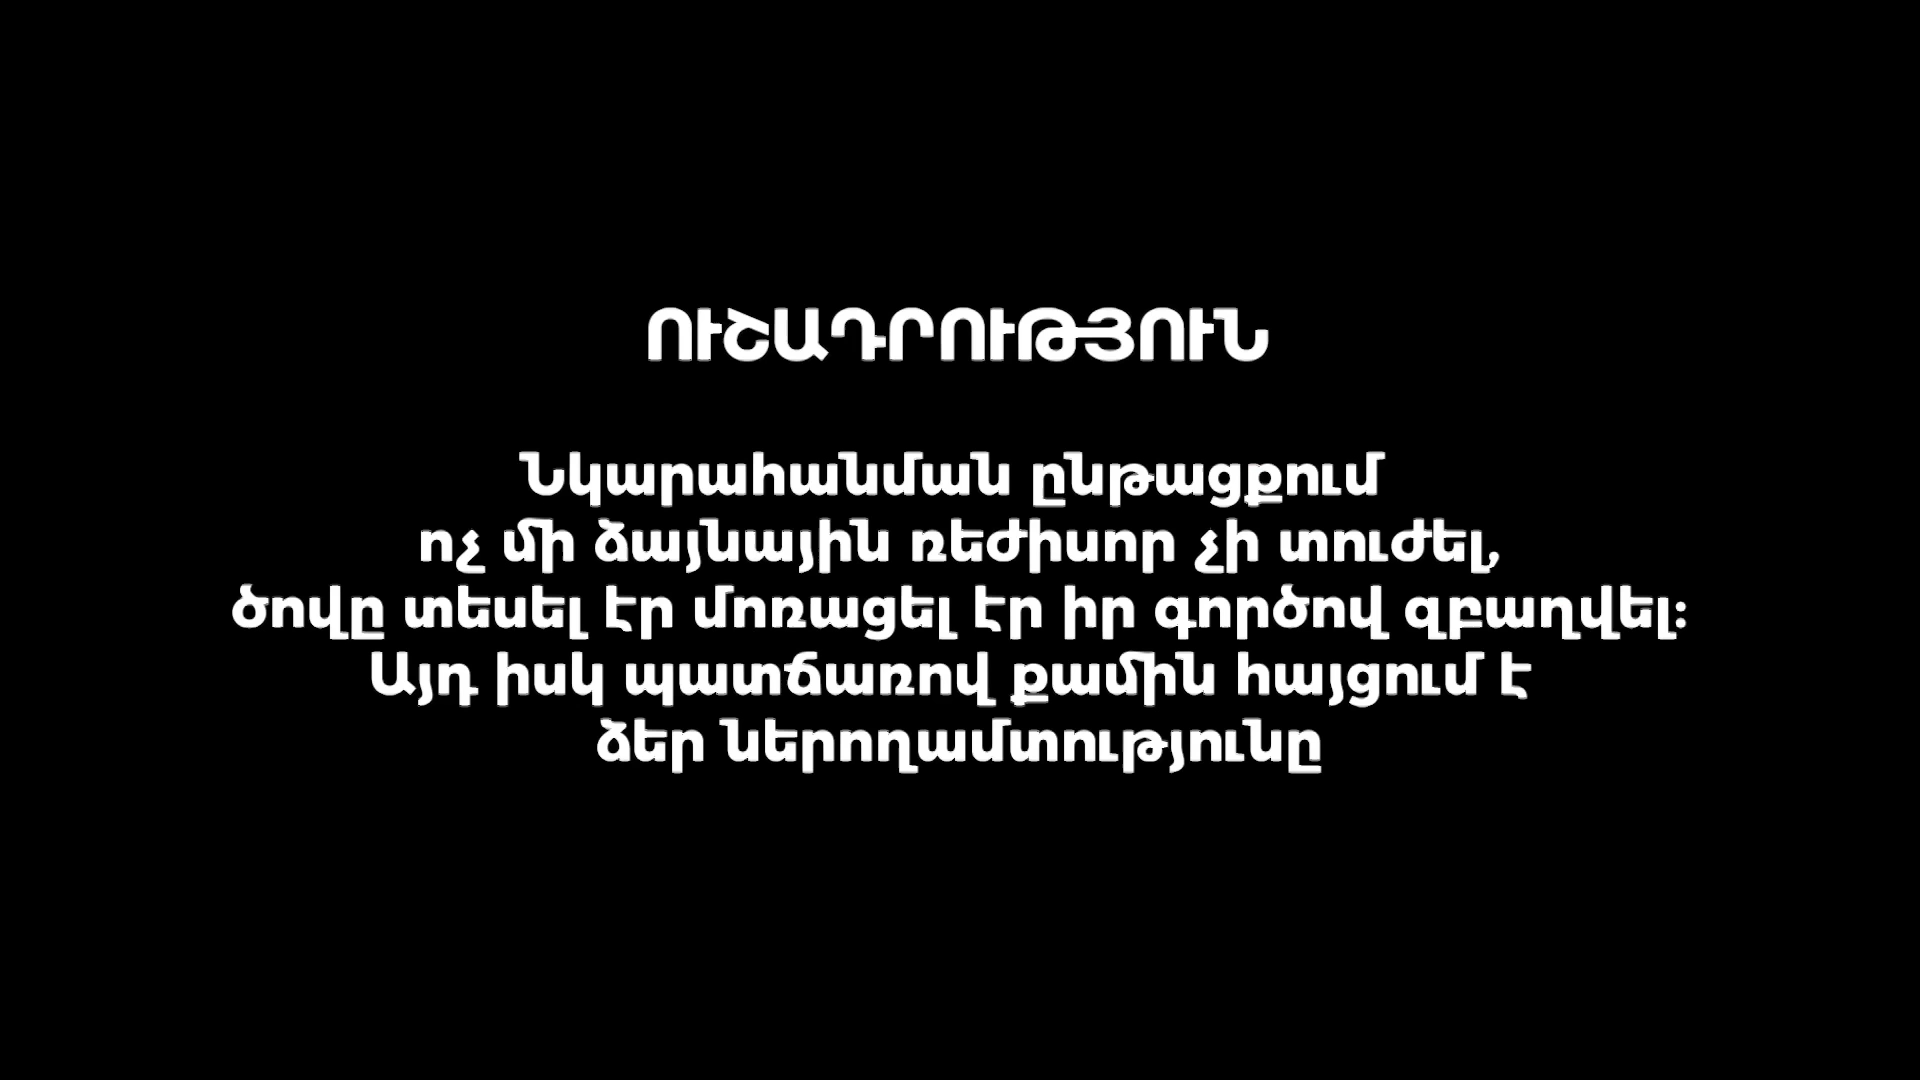 ՈՒՇԱԴՐՈՒԹՅՈՒՆ
Նկարահանման ընթացքում
ոչ մի ձայնային ռեժիսոր չի տուժել,
ծովը տեսել էր մոռացել էր իր գործով զբաղվել:
Այդ իսկ պատճառով քամին հայցում է
ձեր ներողամտությունը